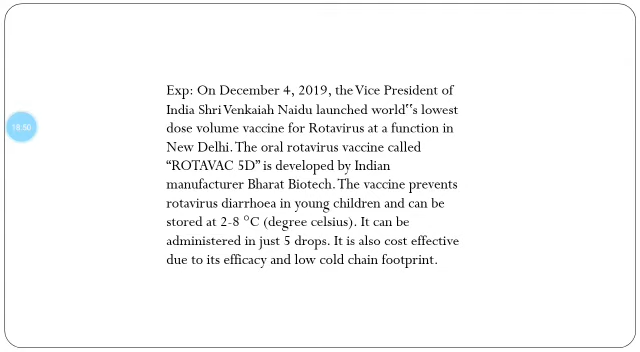 Exp: On December 4, 2019, the Vice President of
India Shri Venkaiah Naidu launched world‟s lowest
dose volume vaccine for Rotavirus at a function in
New Delhi. The oral rotavirus vaccine called
“ROTAVAC 5D” is developed by Indian
manufacturer Bharat Biotech. The vaccine prevents
rotavirus diarrhoea in young children and can be
stored at 2-8 °C (degree celsius). It can be
administered in just 5 drops. It is also cost effective
due to its efficacy and low cold chain footprint.
18:50